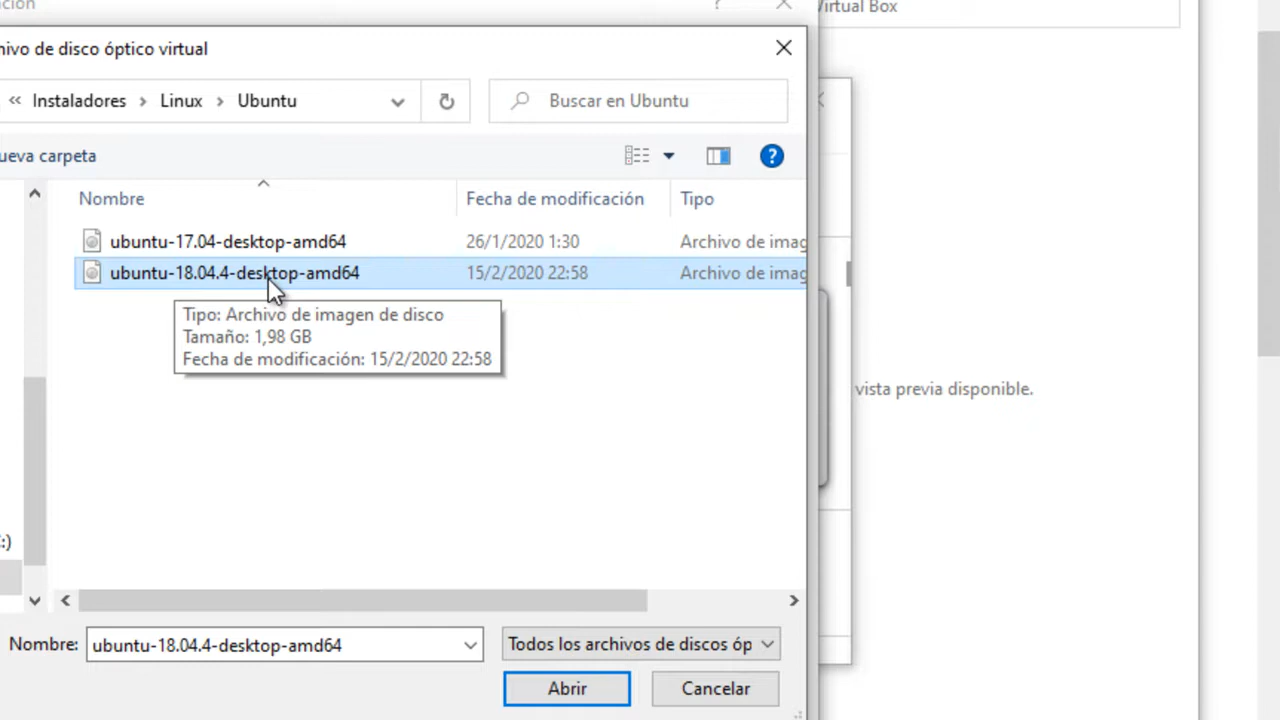 ación
Virtual Box
hivo de disco óptico virtual
Instaladores > Linux > Ubuntu
Buscar en Ubuntu
ueva carpeta
Nombre Fecha de modificación Tipo
ubuntu-17.04-desktop-amd64 26/1/2020 1:30 Archivo de imag
ubuntu-18.04.4-desktop-amd64 15/2/2020 22:58 Archivo de imag
Tipo: Archivo de imagen de disco
Tamaño: 1,98 GB
Fecha de modificación: 15/2/2020 22:58
vista previa disponible.
:)
Nombre: ubuntu-18.04.4-desktop-amd64 Todos los archivos de discos óp
Abrir Cancelar